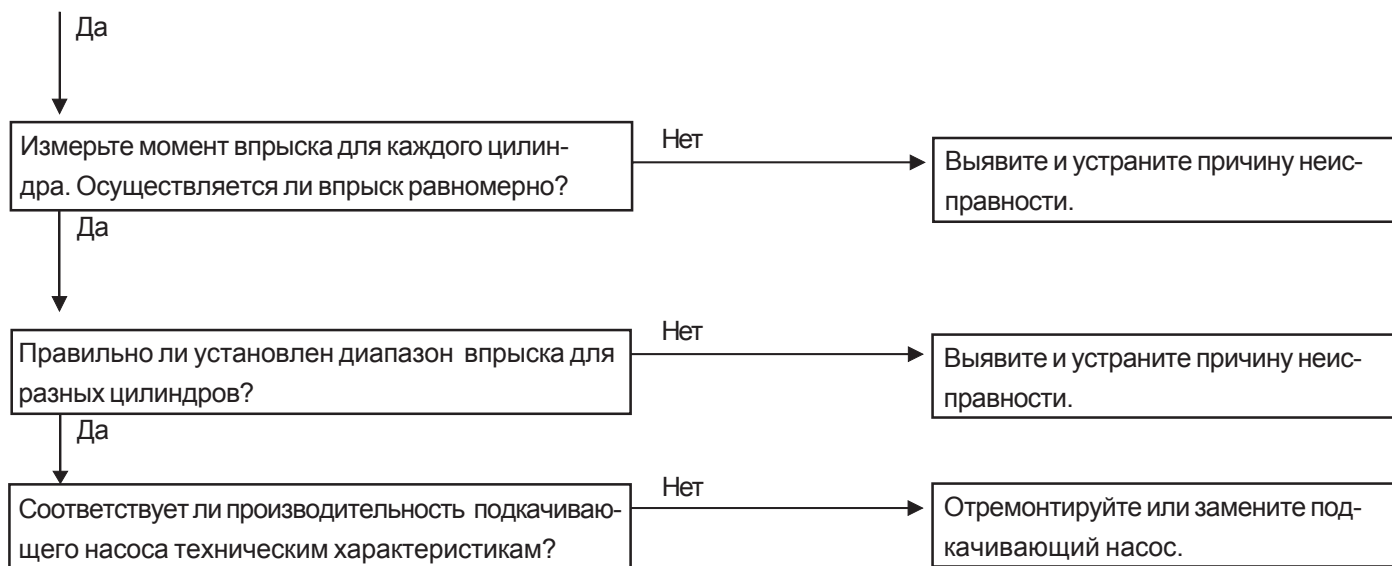 Да
Измерьте момент впрыска для каждого цилин-
дра. Осуществляется ли впрыск равномерно?
Нет
Выявите и устраните причину неис-
правности.
Да
Правильно ли установлен диапазон впрыска для
разных цилиндров?
Нет
Выявите и устраните причину неис-
правности.
Да
Соответствует ли производительность подкачиваю-
щего насоса техническим характеристикам?
Нет
Отремонтируйте или замените под-
качивающий насос.